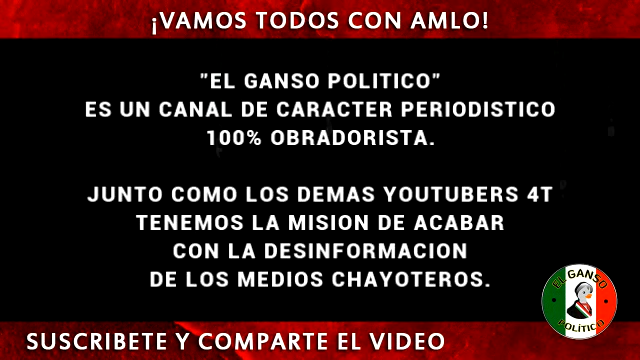 ¡VAMOS TODOS CON AMLO!
"EL GANSO POLITICO"
ES UN CANAL DE CARACTER PERIODISTICO
100% OBRADORISTA.
JUNTO COMO LOS DEMAS YOUTUBERS 4T
TENEMOS LA MISION DE ACABAR
CON LA DESINFORMACION
DE LOS MEDIOS CHAYOTEROS.
EL GANSO
POLÍTICO
SUSCRIBETE Y COMPARTE EL VIDEO